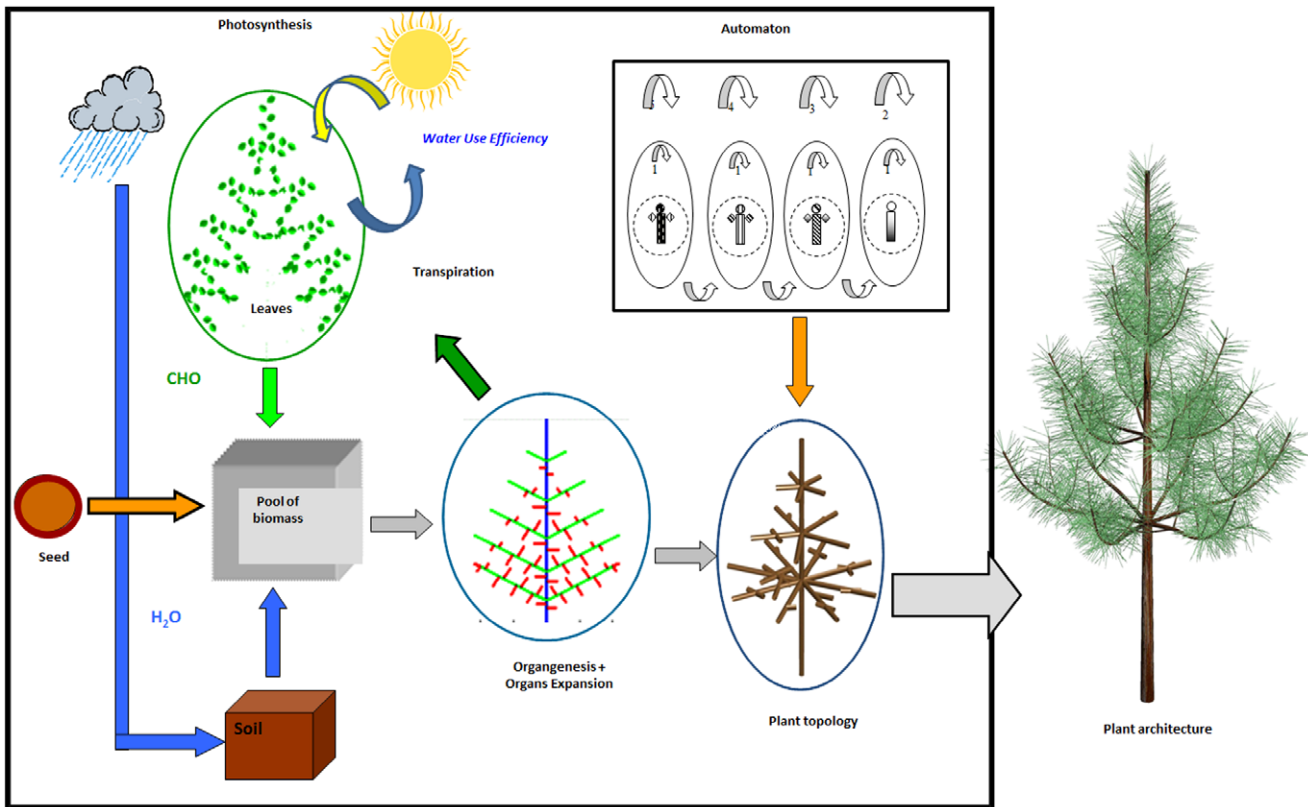 Photosynthesis
Automaton
Water Use Efficiency
5 4 3 2
1 1 1 1
Transpiration
Leaves
CHO
Pool of
biomass
Seed
H₂O
Soil
Organgenesis +
Organs Expansion
Plant topology
Plant architecture